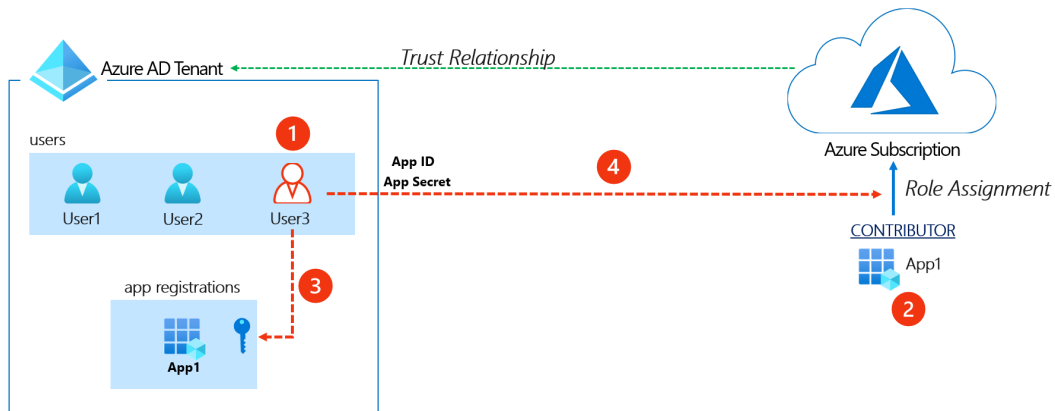 Trust Relationship
Azure AD Tenant
users
1
User1
User2
User3
App ID
App Secret
4
Azure Subscription
Role Assignment
CONTRIBUTOR
App1
2
3
app registrations
App1